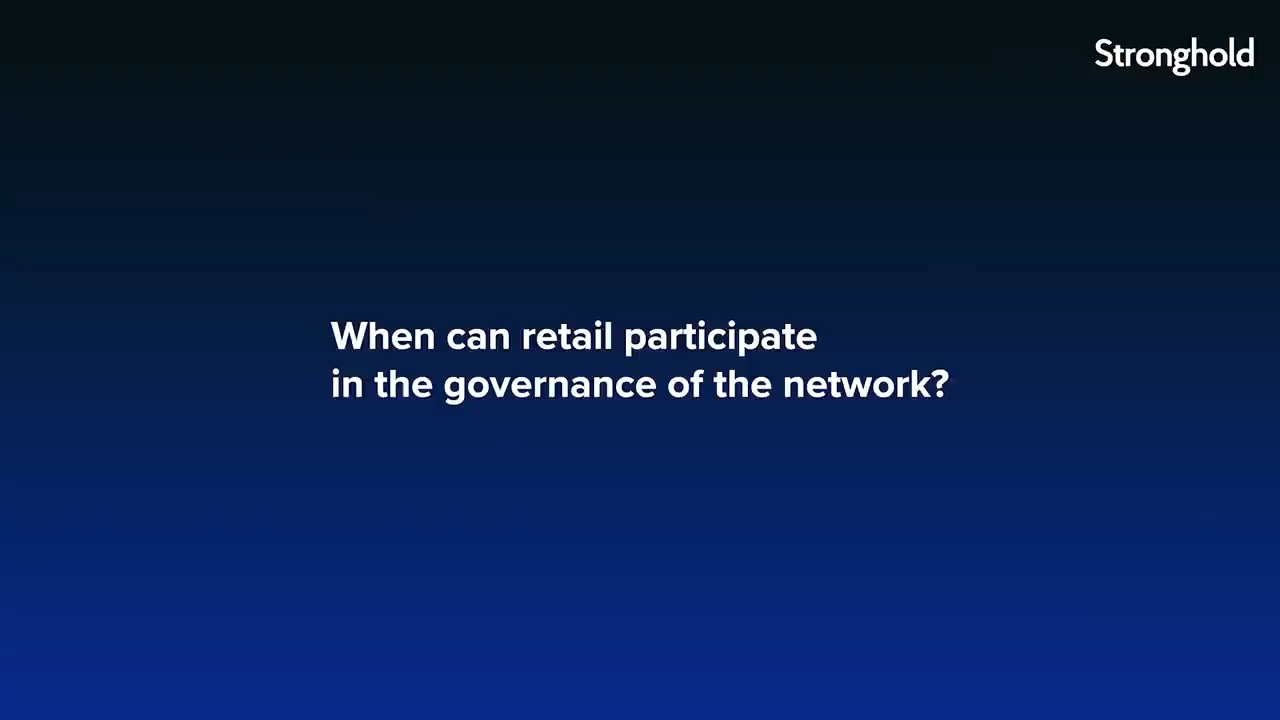 Stronghold
When can retail participate
in the governance of the network?